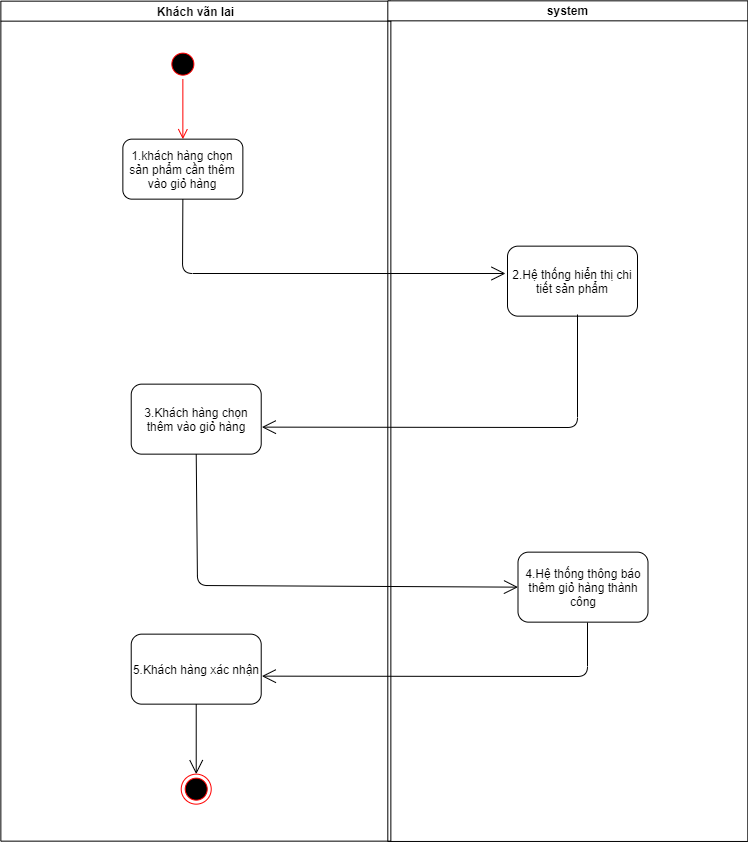 Khách vãn lai
system
1.khách hàng chọn
sản phẩm cần thêm
vào giỏ hàng
2.Hệ thống hiển thị chi
tiết sản phẩm
3.Khách hàng chọn
thêm vào giỏ hàng
4.Hệ thống thông báo
thêm giỏ hàng thành
công
5.Khách hàng xác nhận